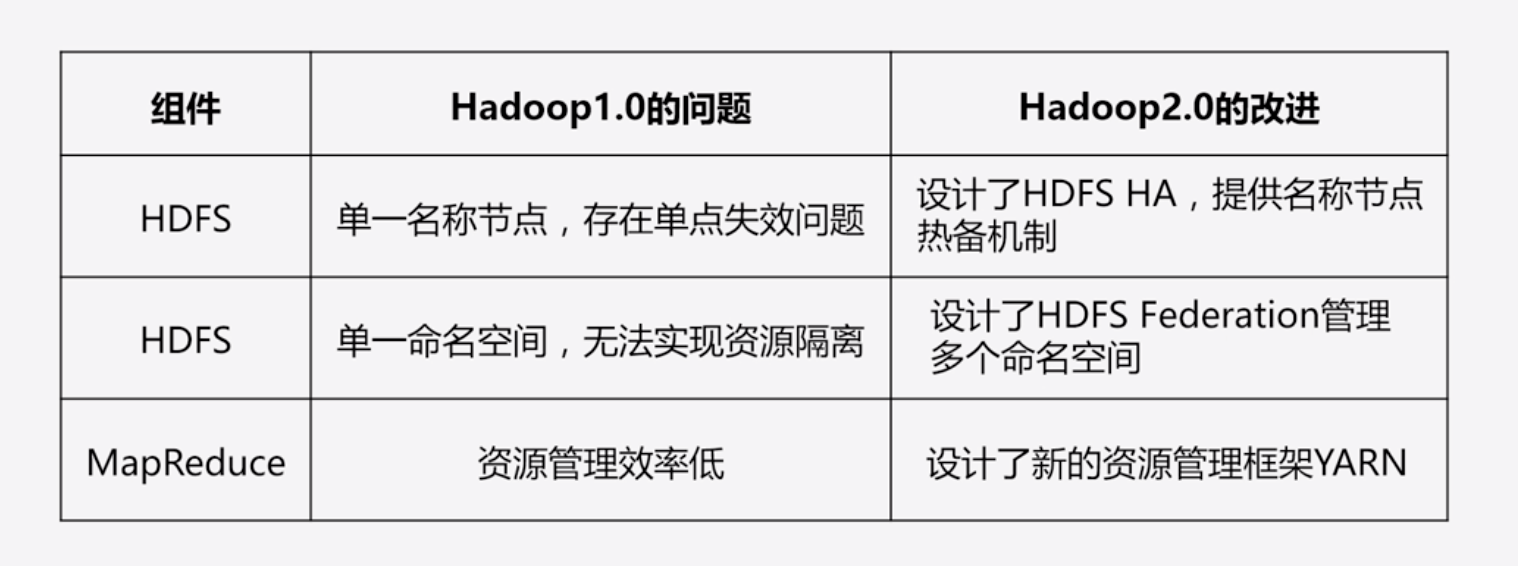 组件
Hadoop1.0的问题
Hadoop2.0的改进
HDFS
单一名称节点，存在单点失效问题
设计了HDFS HA，提供名称节点
热备机制
HDFS
单一命名空间，无法实现资源隔离
设计了HDFS Federation管理
多个命名空间
MapReduce
资源管理效率低
设计了新的资源管理框架YARN